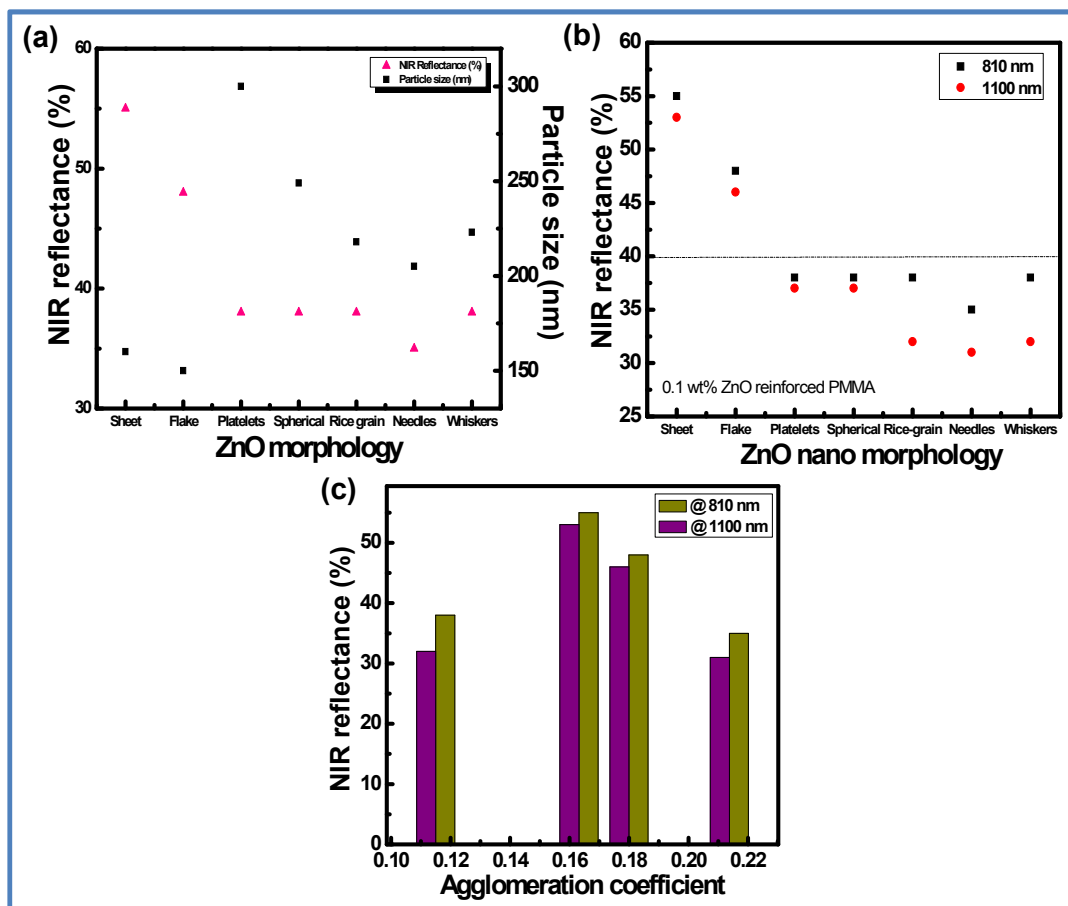 (a)
60
50
40
30
NIR reflectance (%)
NIR Reflectance (%)
Particle size (nm)
300
250
200
150
Particle size (nm)
Sheet Flake Platelets Spherical Rice grain Needles Whiskers
ZnO morphology
(b)
60
55
50
45
40
35
30
25
NIR reflectance (%)
810 nm
1100 nm
0.1 wt% ZnO reinforced PMMA
Sheet Flake Platelets Spherical Rice-grain Needles Whiskers
ZnO nano morphology
(c)
50
40
30
20
10
0
NIR reflectance (%)
@ 810 nm
@ 1100 nm
0.10 0.12 0.14 0.16 0.18 0.20 0.22
Agglomeration coefficient